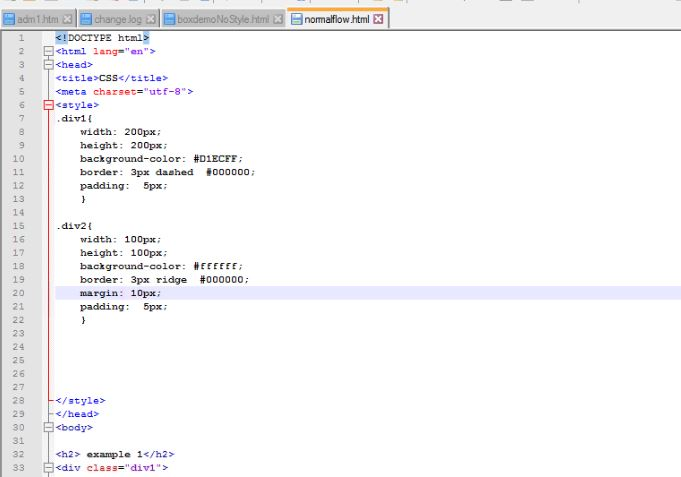 adm1.htm change.log boxdemoNoStyle.html normalflow.html
1 <!DOCTYPE html>
2 <html lang="en">
3 <head>
4 <title>CSS</title>
5 <meta charset="utf-8">
6 <style>
7 .div1{
8 width: 200px;
9 height: 200px;
10 background-color: #D1ECFF;
11 border: 3px dashed  #000000;
12 padding:  5px;
13 }
14
15 .div2{
16 width: 100px;
17 height: 100px;
18 background-color: #ffffff;
19 border: 3px ridge  #000000;
20 margin: 10px;
21 padding:  5px;
22 }
23
24
25
26
27
28 </style>
29 </head>
30 <body>
31
32 <h2> example 1</h2>
33 <div class="div1">